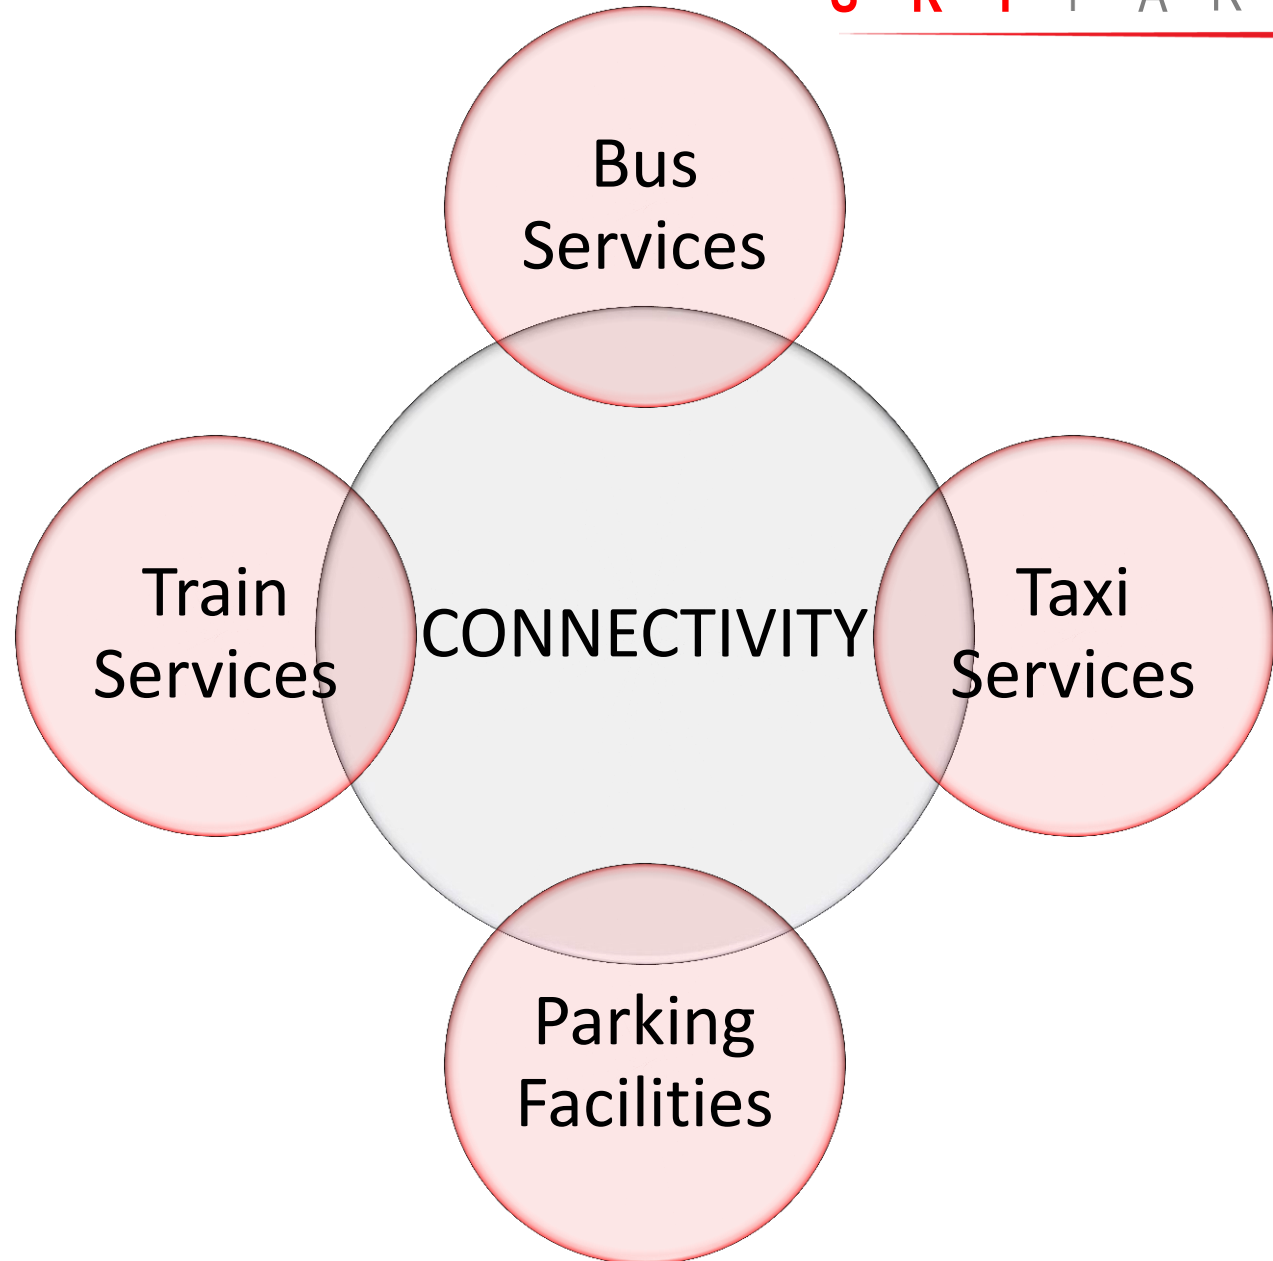 Bus
Services
Train
Services
CONNECTIVITY
Taxi
Services
Parking
Facilities